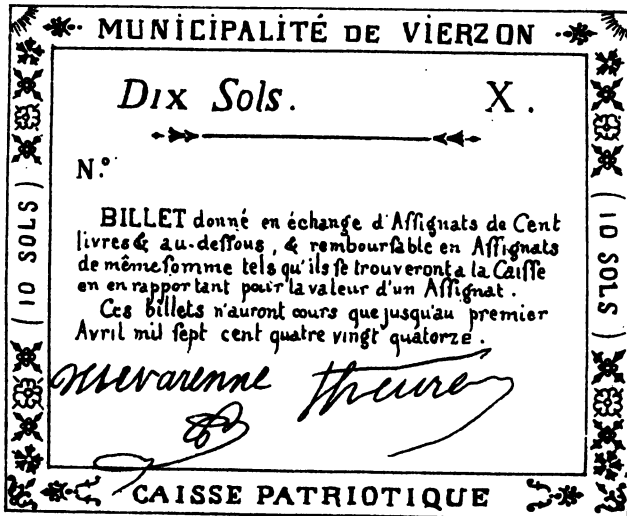 MUNICIPALITÉ DE VIERZON
Dix Sols. X.
N.º
(10 SOLS)
(10 SOLS)
BILLET donné en échange d'Aſſignats de Cent
livres & au-deſſous, & rembourſable en Aſſignats
de même ſomme tels qu'ils ſe trouveront a la Caiſſe
en en rapportant pour la valeur d'un Aſſignat.
Ces billets n'auront cours que jusqu'au premier
Avril mil ſept cent quatre vingt quatorze.
CAISSE PATRIOTIQUE